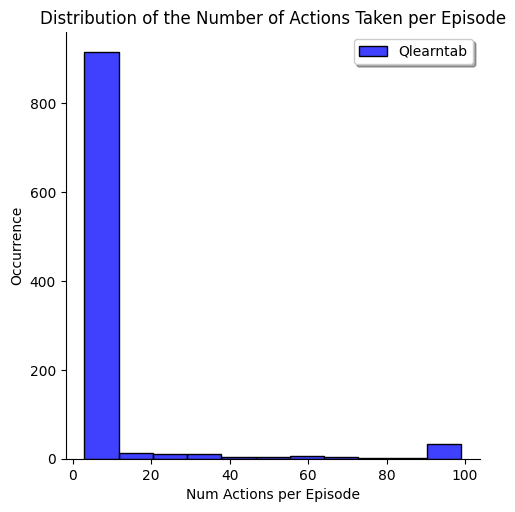 Distribution of the Number of Actions Taken per Episode
Qlearntab
Occurrence
800
600
400
200
0
0 20 40 60 80 100
Num Actions per Episode